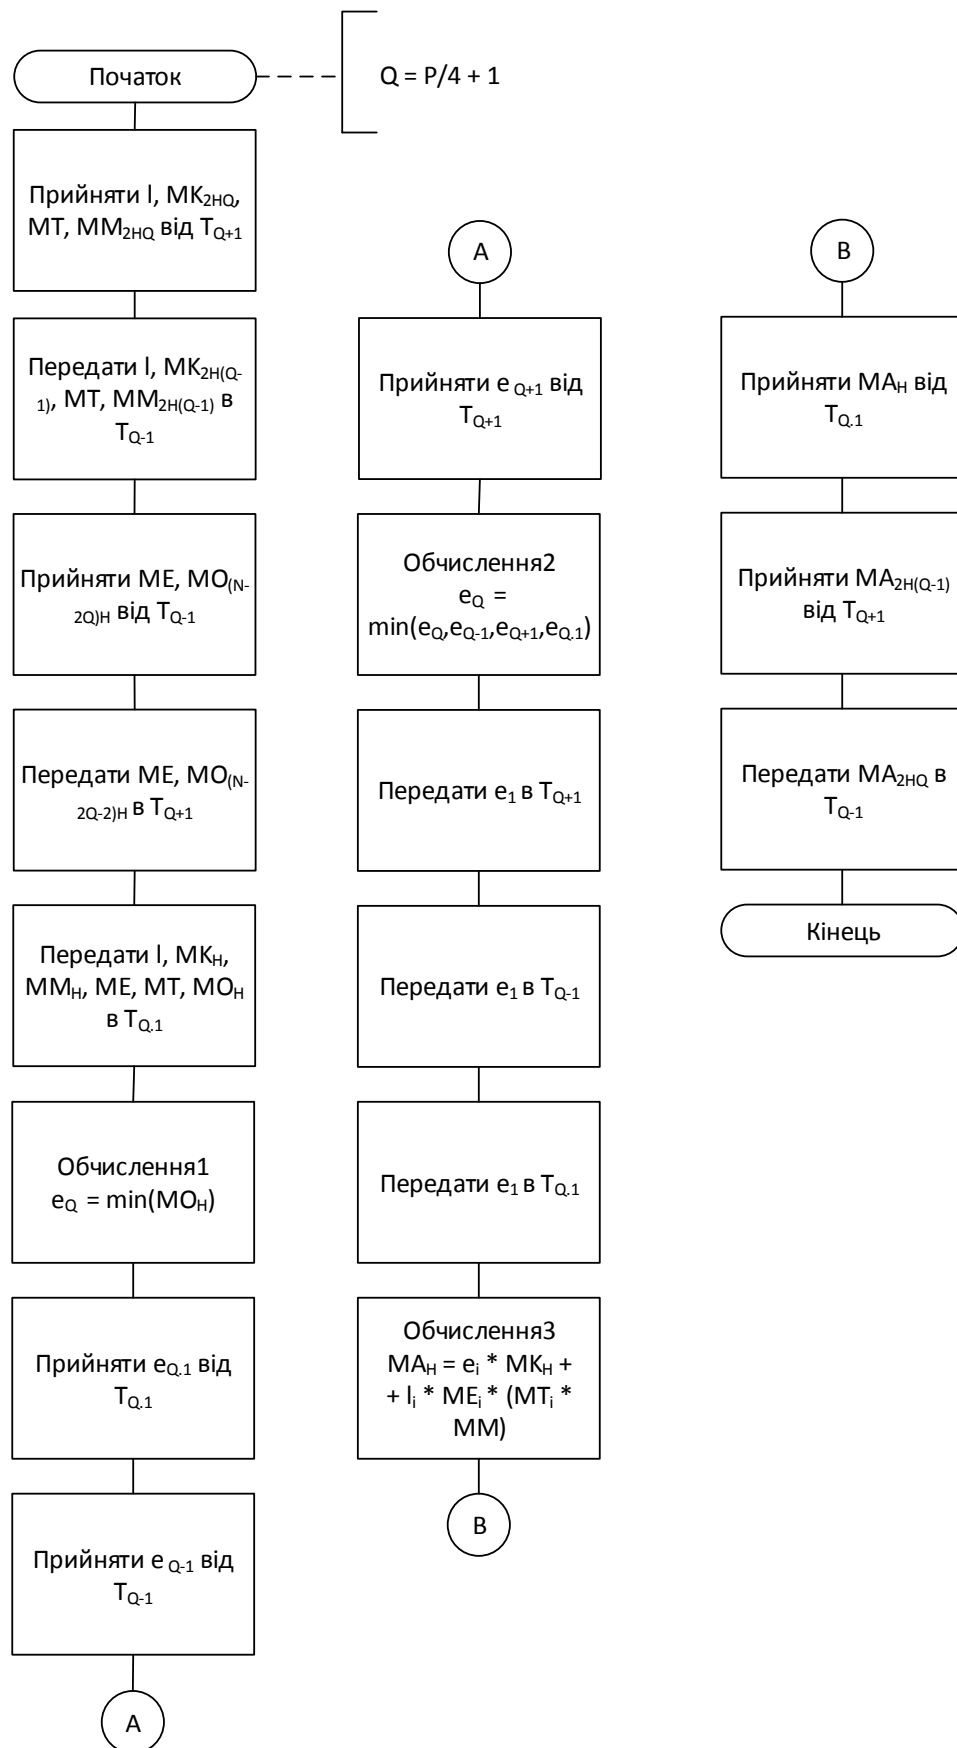 Початок
Q = P/4 + 1
Прийняти l, MK2HQ,
MT, MM2HQ від TQ+1
Передати l, MK2H(Q-
1), MT, MM2H(Q-1) в
TQ-1
Прийняти ME, MO(N-
2Q)H від TQ-1
Передати ME, MO(N-
2Q-2)H в TQ+1
Передати l, MKH,
MMH, ME, MT, MOH
в TQ.1
Обчислення1
eQ = min(MOH)
Прийняти eQ.1 від
TQ.1
Прийняти e Q-1 від
TQ-1
A
A
Прийняти e Q+1 від
TQ+1
Обчислення2
eQ =
min(eQ,eQ-1,eQ+1,eQ.1)
Передати e1 в TQ+1
Передати e1 в TQ-1
Передати e1 в TQ.1
Обчислення3
MAH = ei * MKH +
+ li * MEi * (MTi *
MM)
B
B
Прийняти MAH від
TQ.1
Прийняти MA2H(Q-1)
від TQ+1
Передати MA2HQ в
TQ-1
Кінець